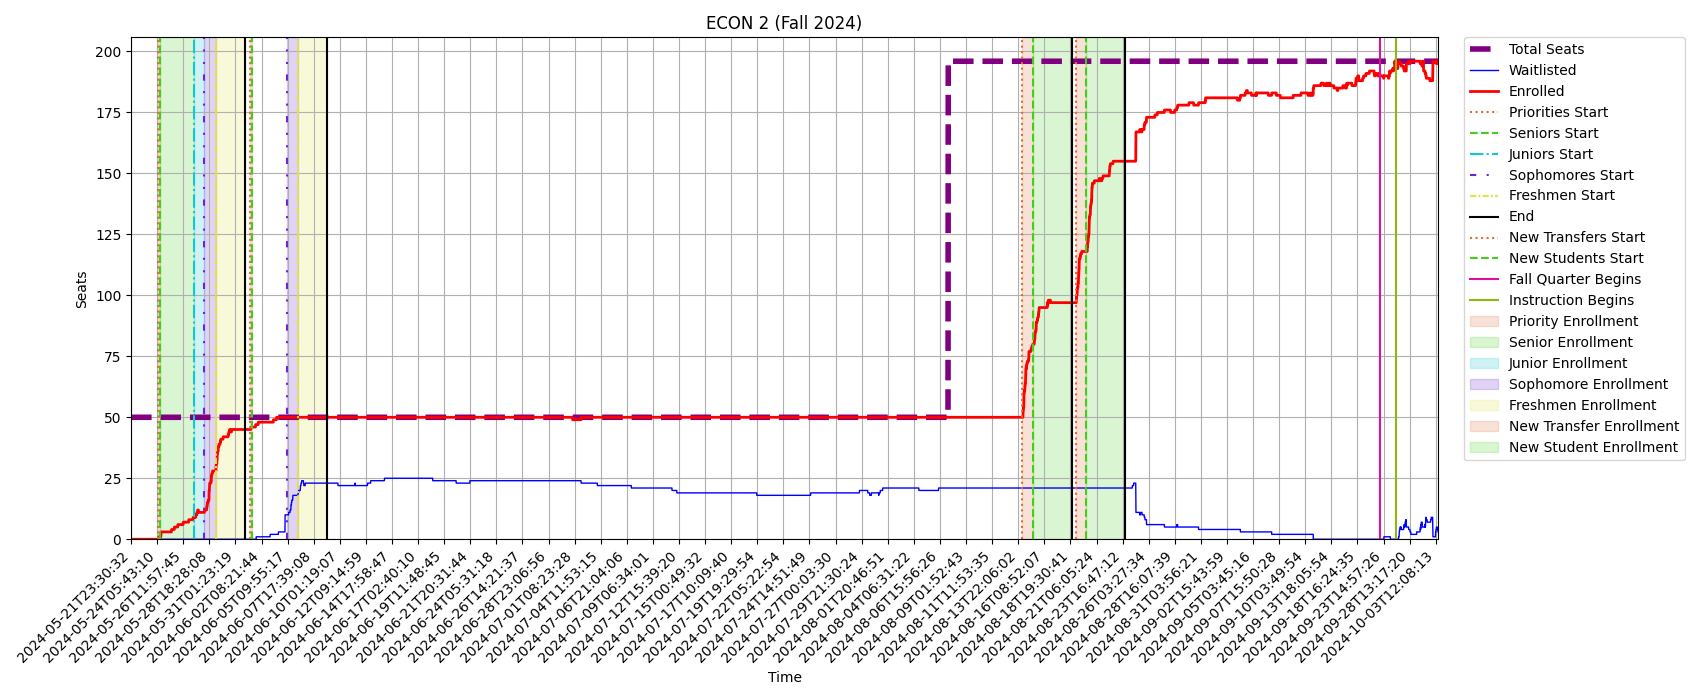 ECON 2 (Fall 2024)
Seats
200
175
150
125
100
75
50
25
0
2024-05-21T23:30:32
2024-05-24T05:43:10
2024-05-26T11:57:45
2024-05-28T18:28:08
2024-05-31T01:23:19
2024-06-02T08:21:44
2024-06-05T09:55:17
2024-06-07T17:39:08
2024-06-10T01:19:07
2024-06-12T09:14:59
2024-06-14T17:58:47
2024-06-17T02:40:10
2024-06-19T11:48:45
2024-06-21T20:31:44
2024-06-24T05:31:18
2024-06-26T14:21:37
2024-06-28T23:06:56
2024-07-01T08:23:28
2024-07-04T11:53:15
2024-07-06T21:04:06
2024-07-09T06:34:01
2024-07-12T15:39:20
2024-07-15T00:49:32
2024-07-17T10:09:40
2024-07-19T19:29:54
2024-07-22T05:22:54
2024-07-24T14:51:49
2024-07-27T00:03:30
2024-07-29T21:30:24
2024-08-01T20:46:51
2024-08-04T06:31:22
2024-08-06T15:56:26
2024-08-09T01:52:43
2024-08-11T11:53:35
2024-08-13T22:06:02
2024-08-16T08:52:07
2024-08-18T19:30:41
2024-08-21T06:05:24
2024-08-23T16:47:12
2024-08-26T03:27:34
2024-08-28T16:07:39
2024-08-31T03:56:21
2024-09-02T15:43:59
2024-09-05T03:45:16
2024-09-07T15:50:28
2024-09-10T03:49:54
2024-09-13T18:05:54
2024-09-18T16:24:35
2024-09-23T14:57:26
2024-09-28T13:17:20
2024-10-03T12:08:13
Time
Total Seats
Waitlisted
Enrolled
Priorities Start
Seniors Start
Juniors Start
Sophomores Start
Freshmen Start
End
New Transfers Start
New Students Start
Fall Quarter Begins
Instruction Begins
Priority Enrollment
Senior Enrollment
Junior Enrollment
Sophomore Enrollment
Freshmen Enrollment
New Transfer Enrollment
New Student Enrollment